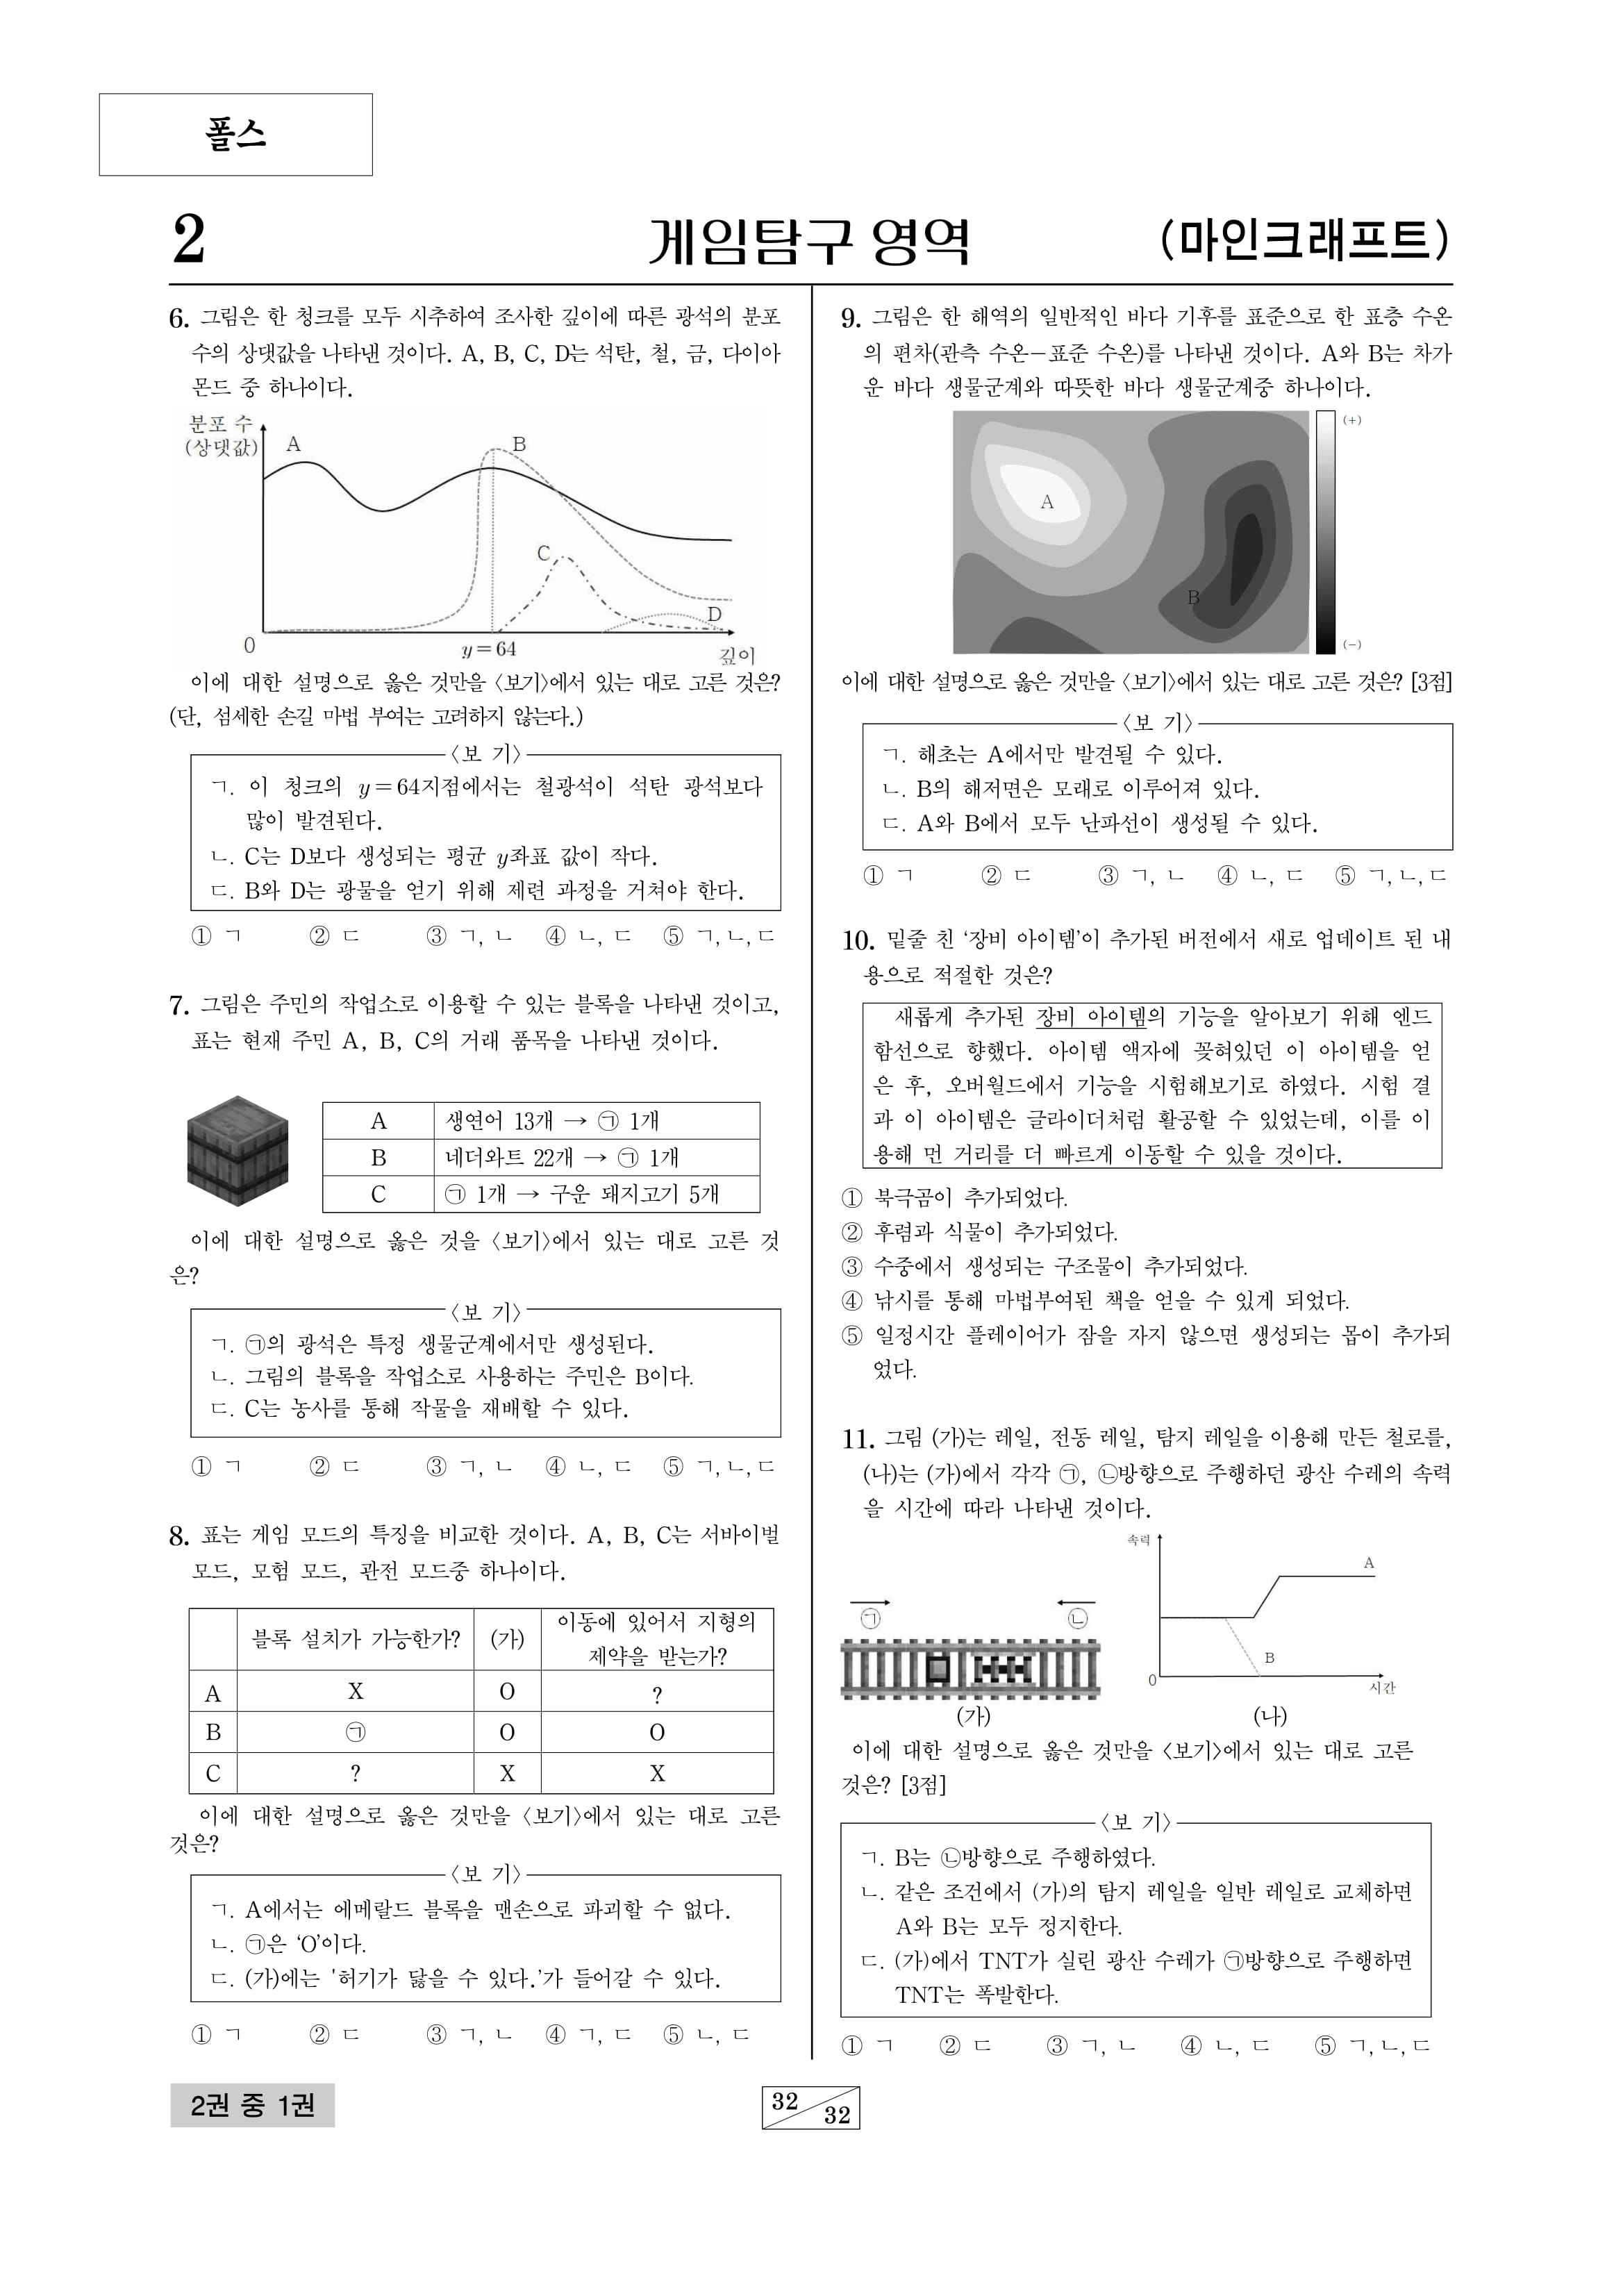 폴스
2
게임탐구 영역
(마인크래프트)
6. 그림은 한 청크를 모두 시추하여 조사한 깊이에 따른 광석의 분포
수의 상댓값을 나타낸 것이다. A, B, C, D는 석탄, 철, 금, 다이아
몬드 중 하나이다.
분포 수
(상댓값)
A
B
C
D
0
y=64
깊이
이에 대한 설명으로 옳은 것만을 〈보기〉에서 있는 대로 고른 것은?
(단, 섬세한 손길 마법 부여는 고려하지 않는다.)
〈보 기〉
ㄱ. 이 청크의 y=64지점에서는 철광석이 석탄 광석보다
많이 발견된다.
ㄴ. C는 D보다 생성되는 평균 y좌표 값이 작다.
ㄷ. B와 D는 광물을 얻기 위해 제련 과정을 거쳐야 한다.
① ㄱ ② ㄷ ③ ㄱ, ㄴ ④ ㄴ, ㄷ ⑤ ㄱ,ㄴ,ㄷ
7. 그림은 주민의 작업소로 이용할 수 있는 블록을 나타낸 것이고,
표는 현재 주민 A, B, C의 거래 품목을 나타낸 것이다.
A 생연어 13개 → ㉠ 1개
B 네더와트 22개 → ㉠ 1개
C ㉠ 1개 → 구운 돼지고기 5개
이에 대한 설명으로 옳은 것을 〈보기〉에서 있는 대로 고른 것
은?
〈보 기〉
ㄱ. ㉠의 광석은 특정 생물군계에서만 생성된다.
ㄴ. 그림의 블록을 작업소로 사용하는 주민은 B이다.
ㄷ. C는 농사를 통해 작물을 재배할 수 있다.
① ㄱ ② ㄷ ③ ㄱ, ㄴ ④ ㄴ, ㄷ ⑤ ㄱ,ㄴ,ㄷ
8. 표는 게임 모드의 특징을 비교한 것이다. A, B, C는 서바이벌
모드, 모험 모드, 관전 모드중 하나이다.
블록 설치가 가능한가? (가) 이동에 있어서 지형의
제약을 받는가?
A X O ?
B ㉠ O O
C ? X X
이에 대한 설명으로 옳은 것만을 〈보기〉에서 있는 대로 고른
것은?
〈보 기〉
ㄱ. A에서는 에메랄드 블록을 맨손으로 파괴할 수 없다.
ㄴ. ㉠은 ‘O’이다.
ㄷ. (가)에는 '허기가 닳을 수 있다.’가 들어갈 수 있다.
① ㄱ ② ㄷ ③ ㄱ, ㄴ ④ ㄱ, ㄷ ⑤ ㄴ, ㄷ
9. 그림은 한 해역의 일반적인 바다 기후를 표준으로 한 표층 수온
의 편차(관측 수온−표준 수온)를 나타낸 것이다. A와 B는 차가
운 바다 생물군계와 따뜻한 바다 생물군계중 하나이다.
(+)
A
B
(−)
이에 대한 설명으로 옳은 것만을 〈보기〉에서 있는 대로 고른 것은? [3점]
〈보 기〉
ㄱ. 해초는 A에서만 발견될 수 있다.
ㄴ. B의 해저면은 모래로 이루어져 있다.
ㄷ. A와 B에서 모두 난파선이 생성될 수 있다.
① ㄱ ② ㄷ ③ ㄱ, ㄴ ④ ㄴ, ㄷ ⑤ ㄱ,ㄴ,ㄷ
10. 밑줄 친 ‘장비 아이템’이 추가된 버전에서 새로 업데이트 된 내
용으로 적절한 것은?
새롭게 추가된 장비 아이템의 기능을 알아보기 위해 엔드
함선으로 향했다. 아이템 액자에 꽂혀있던 이 아이템을 얻
은 후, 오버월드에서 기능을 시험해보기로 하였다. 시험 결
과 이 아이템은 글라이더처럼 활공할 수 있었는데, 이를 이
용해 먼 거리를 더 빠르게 이동할 수 있을 것이다.
① 북극곰이 추가되었다.
② 후렴과 식물이 추가되었다.
③ 수중에서 생성되는 구조물이 추가되었다.
④ 낚시를 통해 마법부여된 책을 얻을 수 있게 되었다.
⑤ 일정시간 플레이어가 잠을 자지 않으면 생성되는 몹이 추가되
었다.
11. 그림 (가)는 레일, 전동 레일, 탐지 레일을 이용해 만든 철로를,
(나)는 (가)에서 각각 ㉠, ㉡방향으로 주행하던 광산 수레의 속력
을 시간에 따라 나타낸 것이다.
속력
A
B
0
시간
㉠
㉡
(가)
(나)
이에 대한 설명으로 옳은 것만을 〈보기〉에서 있는 대로 고른
것은? [3점]
〈보 기〉
ㄱ. B는 ㉡방향으로 주행하였다.
ㄴ. 같은 조건에서 (가)의 탐지 레일을 일반 레일로 교체하면
A와 B는 모두 정지한다.
ㄷ. (가)에서 TNT가 실린 광산 수레가 ㉠방향으로 주행하면
TNT는 폭발한다.
① ㄱ ② ㄷ ③ ㄱ, ㄴ ④ ㄴ, ㄷ ⑤ ㄱ,ㄴ,ㄷ
2권 중 1권
32
32